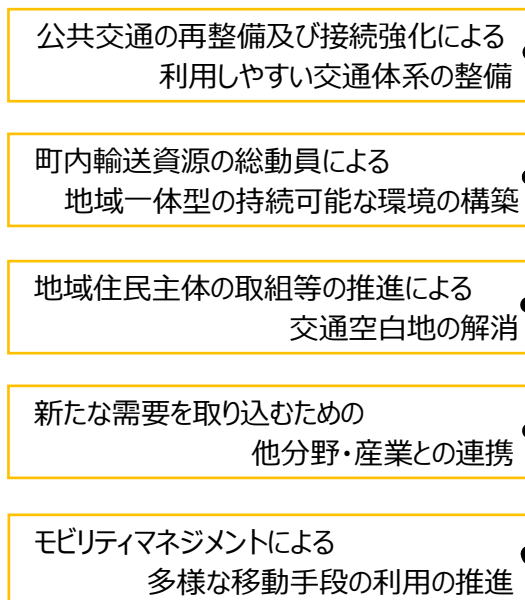 公共交通の再整備及び接続強化による
利用しやすい交通体系の整備
町内輸送資源の総動員による
地域一体型の持続可能な環境の構築
地域住民主体の取組等の推進による
交通空白地の解消
新たな需要を取り込むための
他分野・産業との連携
モビリティマネジメントによる
多様な移動手段の利用の推進